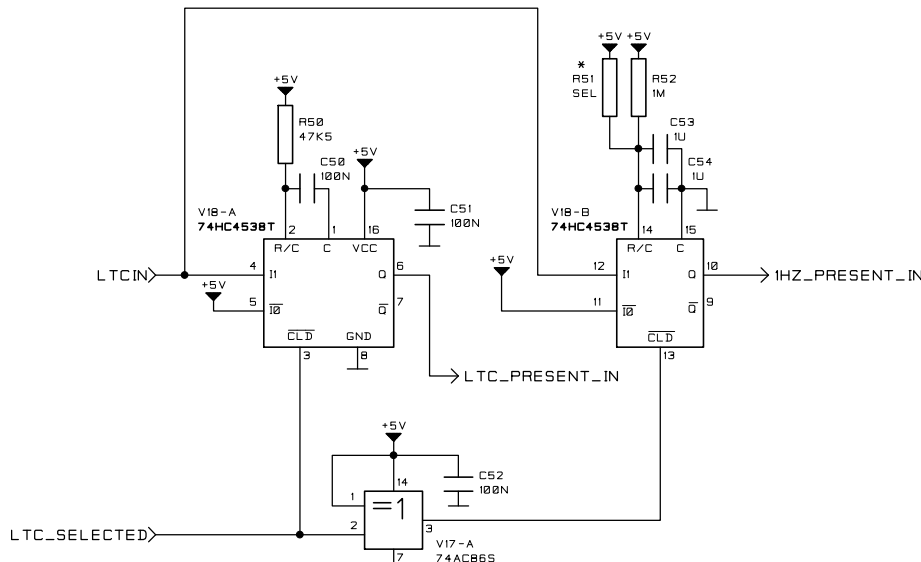 +5V +5V
*
R51 R52
SEL 1M
+5V
R50
47K5
C53
1U
C50
100N
+5V
C54
1U
C51
100N
V18-A
74HC4538T
2 1 16
R/C C VCC
V18-B
74HC4538T
14 15
R/C C
LTCIN 4 I1 Q 6
+5V
5 I0 Q 7
CLD GND
3 8
+5V
12 I1 Q 10 1HZ_PRESENT_IN
11 I0 Q 9
CLD
13
LTC_PRESENT_IN
+5V
14
C52
100N
1 =1
2 3
LTC_SELECTED
V17-A
7 74AC86S